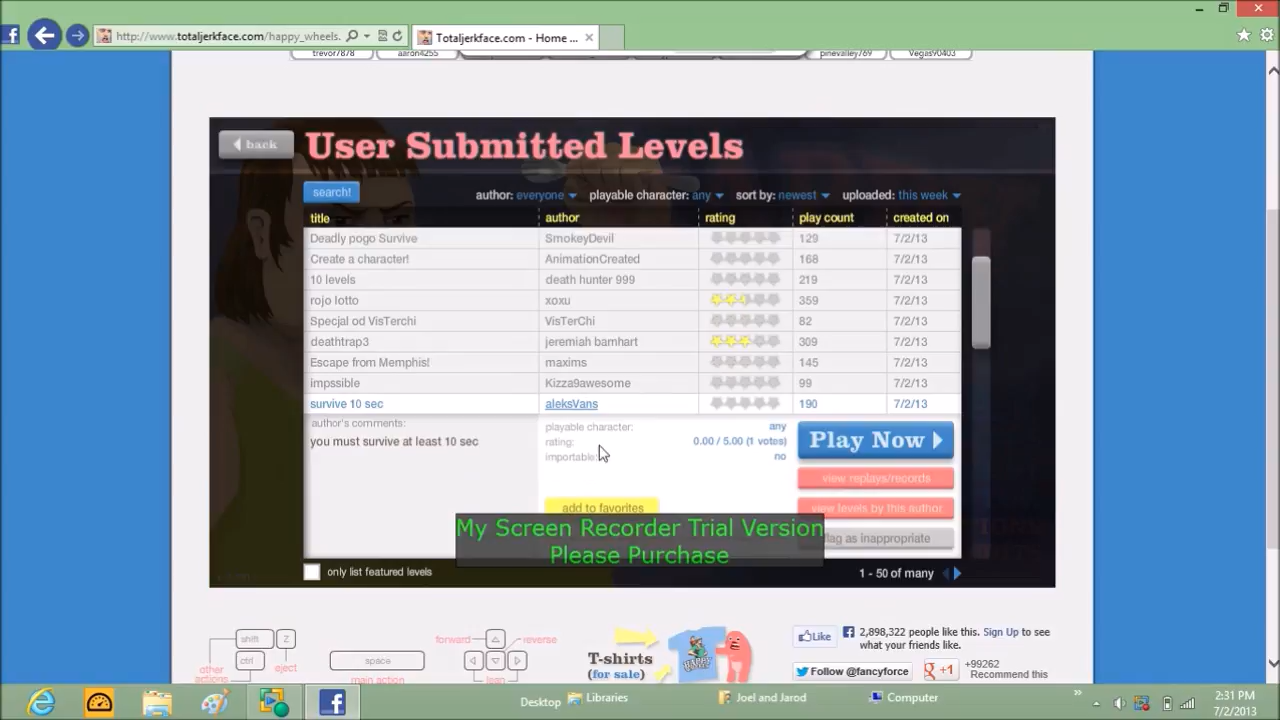 http://www.totaljerkface.com/happy_wheels.
Totaljerkface.com - Home ...
trevor7878 aaron4255 pinevalley69 Vegas90403
back
User Submitted Levels
search! author: everyone playable character: any sort by: newest uploaded: this week
title author rating play count created on
Deadly pogo Survive SmokeyDevil 129 7/2/13
Create a character! AnimationCreated 168 7/2/13
10 levels death hunter 999 219 7/2/13
rojo lotto xoxu 359 7/2/13
Specjal od VisTerchi VisTerChi 82 7/2/13
deathtrap3 jeremiah barnhart 309 7/2/13
Escape from Memphis! maxims 145 7/2/13
impssible Kizza9awesome 99 7/2/13
survive 10 sec aleksVans 190 7/2/13
author's comments:
you must survive at least 10 sec
playable character: any
rating: 0.00 / 5.00 (1 votes)
importable: no
Play Now
view replays/records
add to favorites
view levels by this author
flag as inappropriate
My Screen Recorder Trial Version
Please Purchase
only list featured levels
1 - 50 of many
shift Z
ctrl
other
actions
eject
space
main action
forward reverse
lean
T-shirts
(for sale)
Like 2,898,322 people like this. Sign Up to see
what your friends like.
Follow @fancyforce +1 +99262
Recommend this
Desktop Libraries Joel and Jarod Computer
2:31 PM
7/2/2013